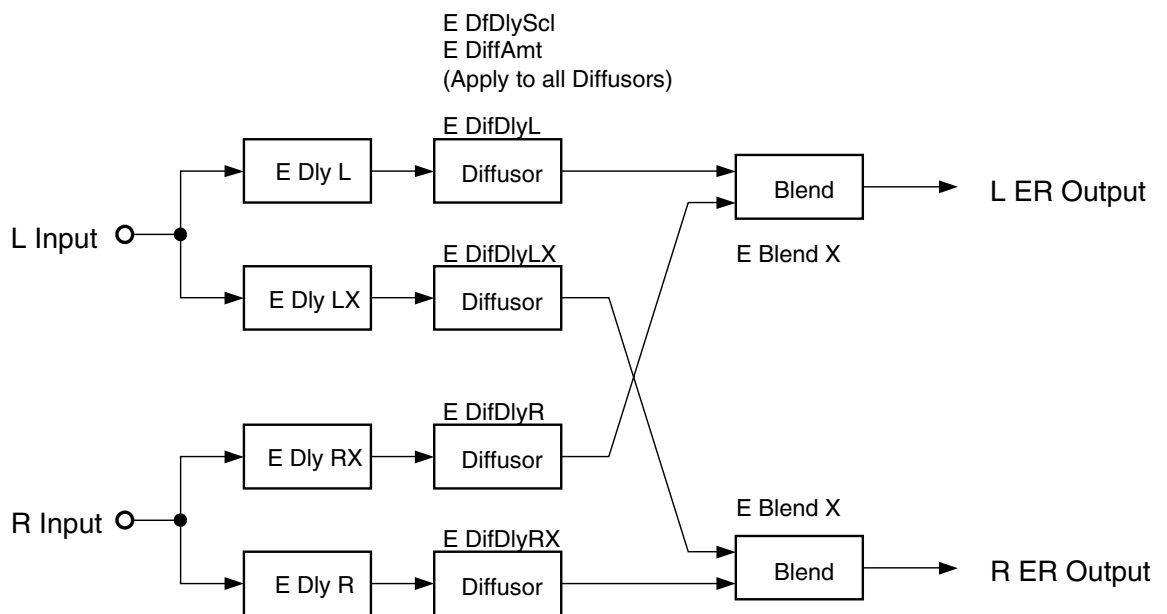 E DfDlyScl
E DiffAmt
(Apply to all Diffusors)
E DifDlyL
E Dly L
Diffusor
Blend
L ER Output
L Input
E DifDlyLX
E Blend X
E Dly LX
Diffusor
E DifDlyR
E Dly RX
Diffusor
R Input
E Blend X
E DifDlyRX
E Dly R
Diffusor
Blend
R ER Output